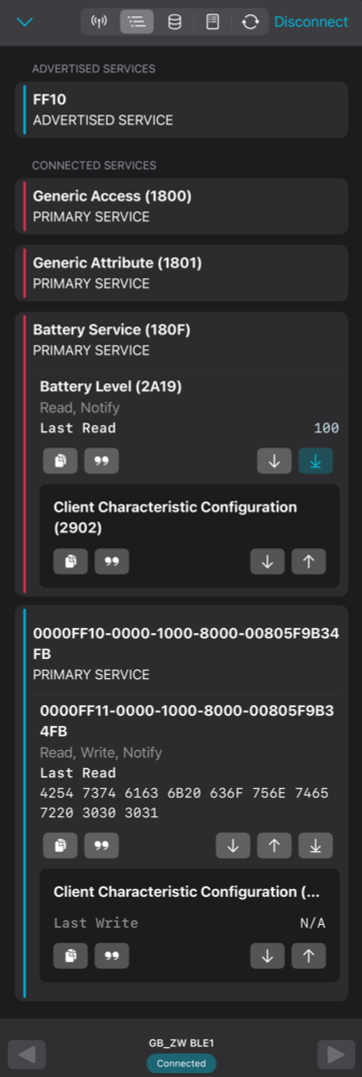 Disconnect
ADVERTISED SERVICES
FF10
ADVERTISED SERVICE
CONNECTED SERVICES
Generic Access (1800)
PRIMARY SERVICE
Generic Attribute (1801)
PRIMARY SERVICE
Battery Service (180F)
PRIMARY SERVICE
Battery Level (2A19)
Read, Notify
Last Read 100
Client Characteristic Configuration
(2902)
0000FF10-0000-1000-8000-00805F9B34
FB
PRIMARY SERVICE
0000FF11-0000-1000-8000-00805F9B3
4FB
Read, Write, Notify
Last Read
4254 7374 6163 6B20 636F 756E 7465
7220 3030 3031
Client Characteristic Configuration (...
Last Write N/A
GB_ZW BLE1
Connected